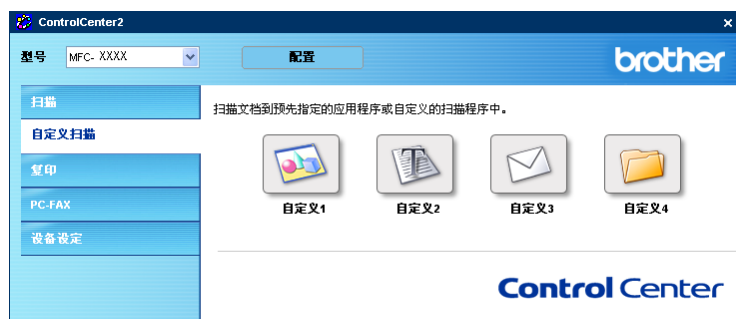 ControlCenter2
型号 MFC- XXXX 配置 brother
扫描
扫描文档到预先指定的应用程序或自定义的扫描程序中。
自定义扫描
复印
PC-FAX
设备设定
自定义1 自定义2 自定义3 自定义4
Control Center